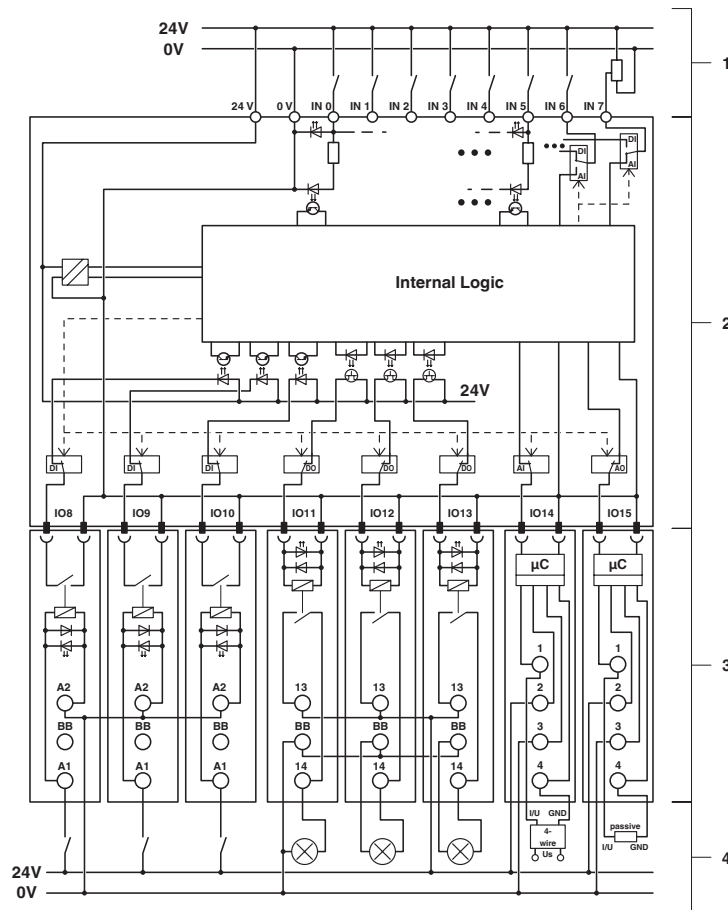 24V
0V
1
24 V 0 V IN 0 IN 1 IN 2 IN 3 IN 4 IN 5 IN 6 IN 7
DI
DI
AI
AI
Internal Logic
2
24V
DI DI DI DO DO DO AI AO
IO8 IO9 IO10 IO11 IO12 IO13 IO14 IO15
µC µC
1 1
3
A2 A2 A2 13 13 13 2 2
BB BB BB BB BB BB 3 3
A1 A1 A1 14 14 14 4 4
I/U GND passive
4-
wire
I/U GND
Us
4
24V
0V